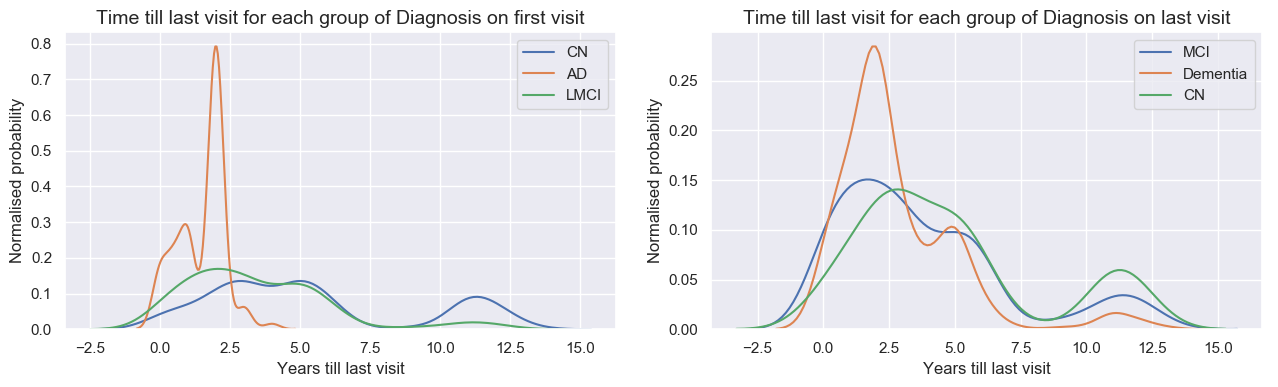 Time till last visit for each group of Diagnosis on first visit
Normalised probability
0.8
0.7
0.6
0.5
0.4
0.3
0.2
0.1
0.0
CN
AD
LMCI
−2.5 0.0 2.5 5.0 7.5 10.0 12.5 15.0
Years till last visit
Time till last visit for each group of Diagnosis on last visit
Normalised probability
0.25
0.20
0.15
0.10
0.05
0.00
MCI
Dementia
CN
−2.5 0.0 2.5 5.0 7.5 10.0 12.5 15.0
Years till last visit